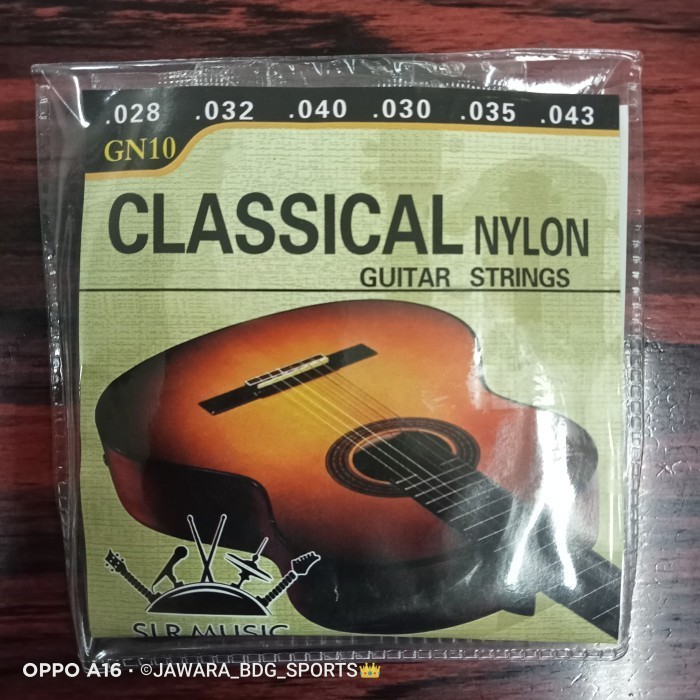 .028 .032 .040 .030 .035 .043
GN10
CLASSICAL NYLON
GUITAR STRINGS
SLR MUSIC
OPPO A16 · ©JAWARA_BDG_SPORTS👑